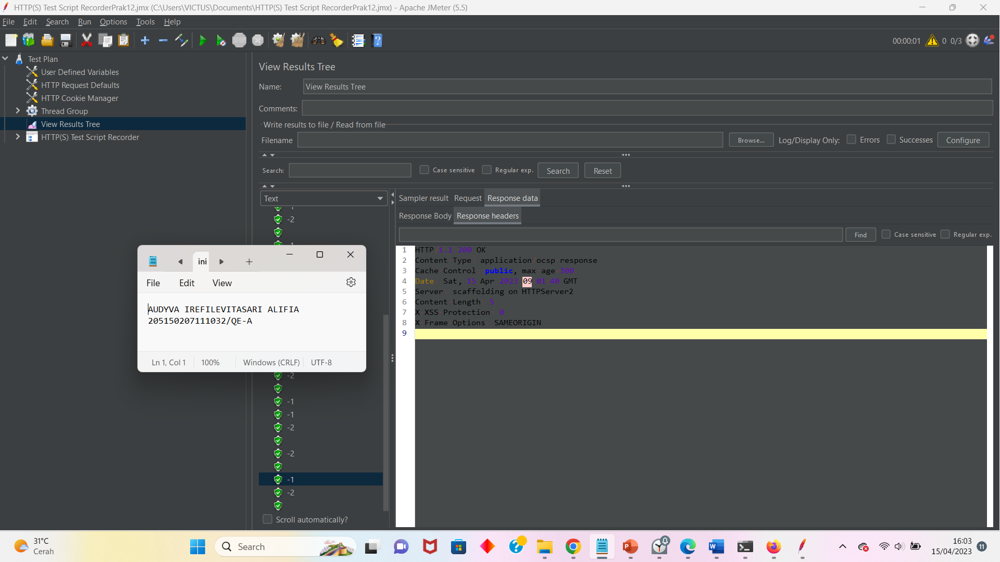 HTTP(S) Test Script RecorderPrak12.jmx (C:\Users\VICTUS\Documents\HTTP(S) Test Script RecorderPrak12.jmx) - Apache JMeter (5.5)
File Edit Search Run Options Tools Help
STOP
00:00:01 0 0/3
Test Plan
User Defined Variables
HTTP Request Defaults
HTTP Cookie Manager
Thread Group
View Results Tree
HTTP(S) Test Script Recorder
View Results Tree
Name: View Results Tree
Comments:
Write results to file / Read from file
Filename Browse... Log/Display Only: Errors Successes Configure
Search: Case sensitive Regular exp. Search Reset
Text
-2
-2
-1
-1
-2
-2
-1
-2
Scroll automatically?
Sampler result Request Response data
Response Body Response headers
Find Case sensitive Regular exp.
1 HTTP/1.1 200 OK
2 Content-Type: application/ocsp-response
3 Cache-Control: public, max-age=300
4 Date: Sat, 15 Apr 2023 09:01:40 GMT
5 Server: scaffolding on HTTPServer2
6 Content-Length: 5
7 X-XSS-Protection: 0
8 X-Frame-Options: SAMEORIGIN
9
ini
File Edit View
AUDYVA IREFILEVITASARI ALIFIA
205150207111032/QE-A
Ln 1, Col 1 100% Windows (CRLF) UTF-8
31°C
Cerah
Search
16:03
15/04/2023
11